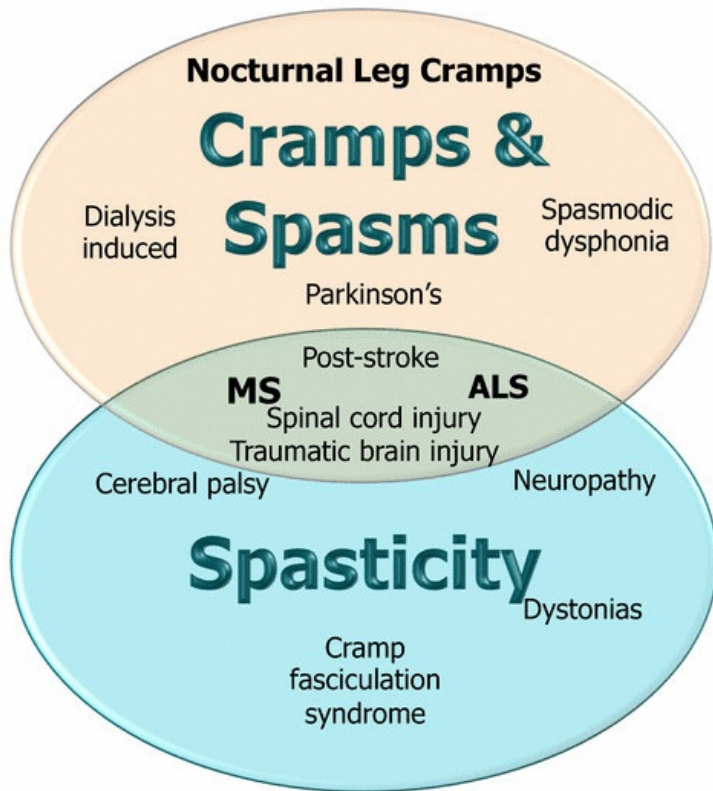 Nocturnal Leg Cramps
Cramps &
Spasms
Dialysis
induced
Spasmodic
dysphonia
Parkinson's
Post-stroke
MS
ALS
Spinal cord injury
Traumatic brain injury
Cerebral palsy
Neuropathy
Spasticity
Dystonias
Cramp
fasciculation
syndrome